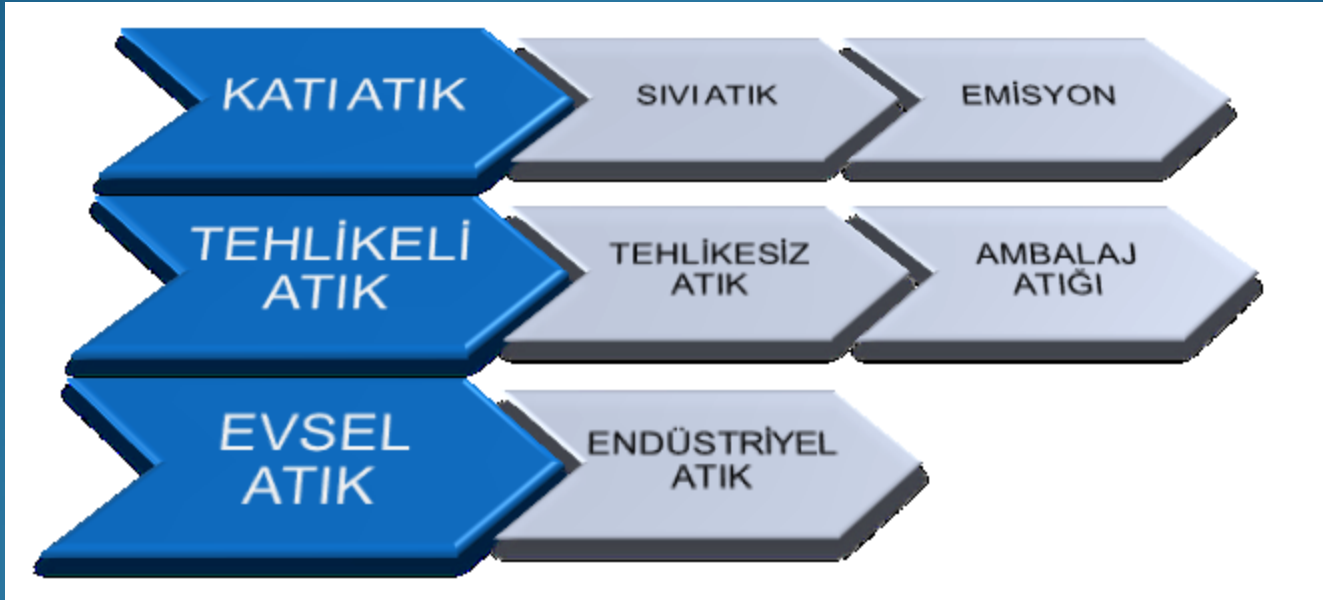 KATI ATIK
SIVI ATIK
EMİSYON
TEHLİKELİ
ATIK
TEHLİKESİZ
ATIK
AMBALAJ
ATIĞI
EVSEL
ATIK
ENDÜSTRİYEL
ATIK